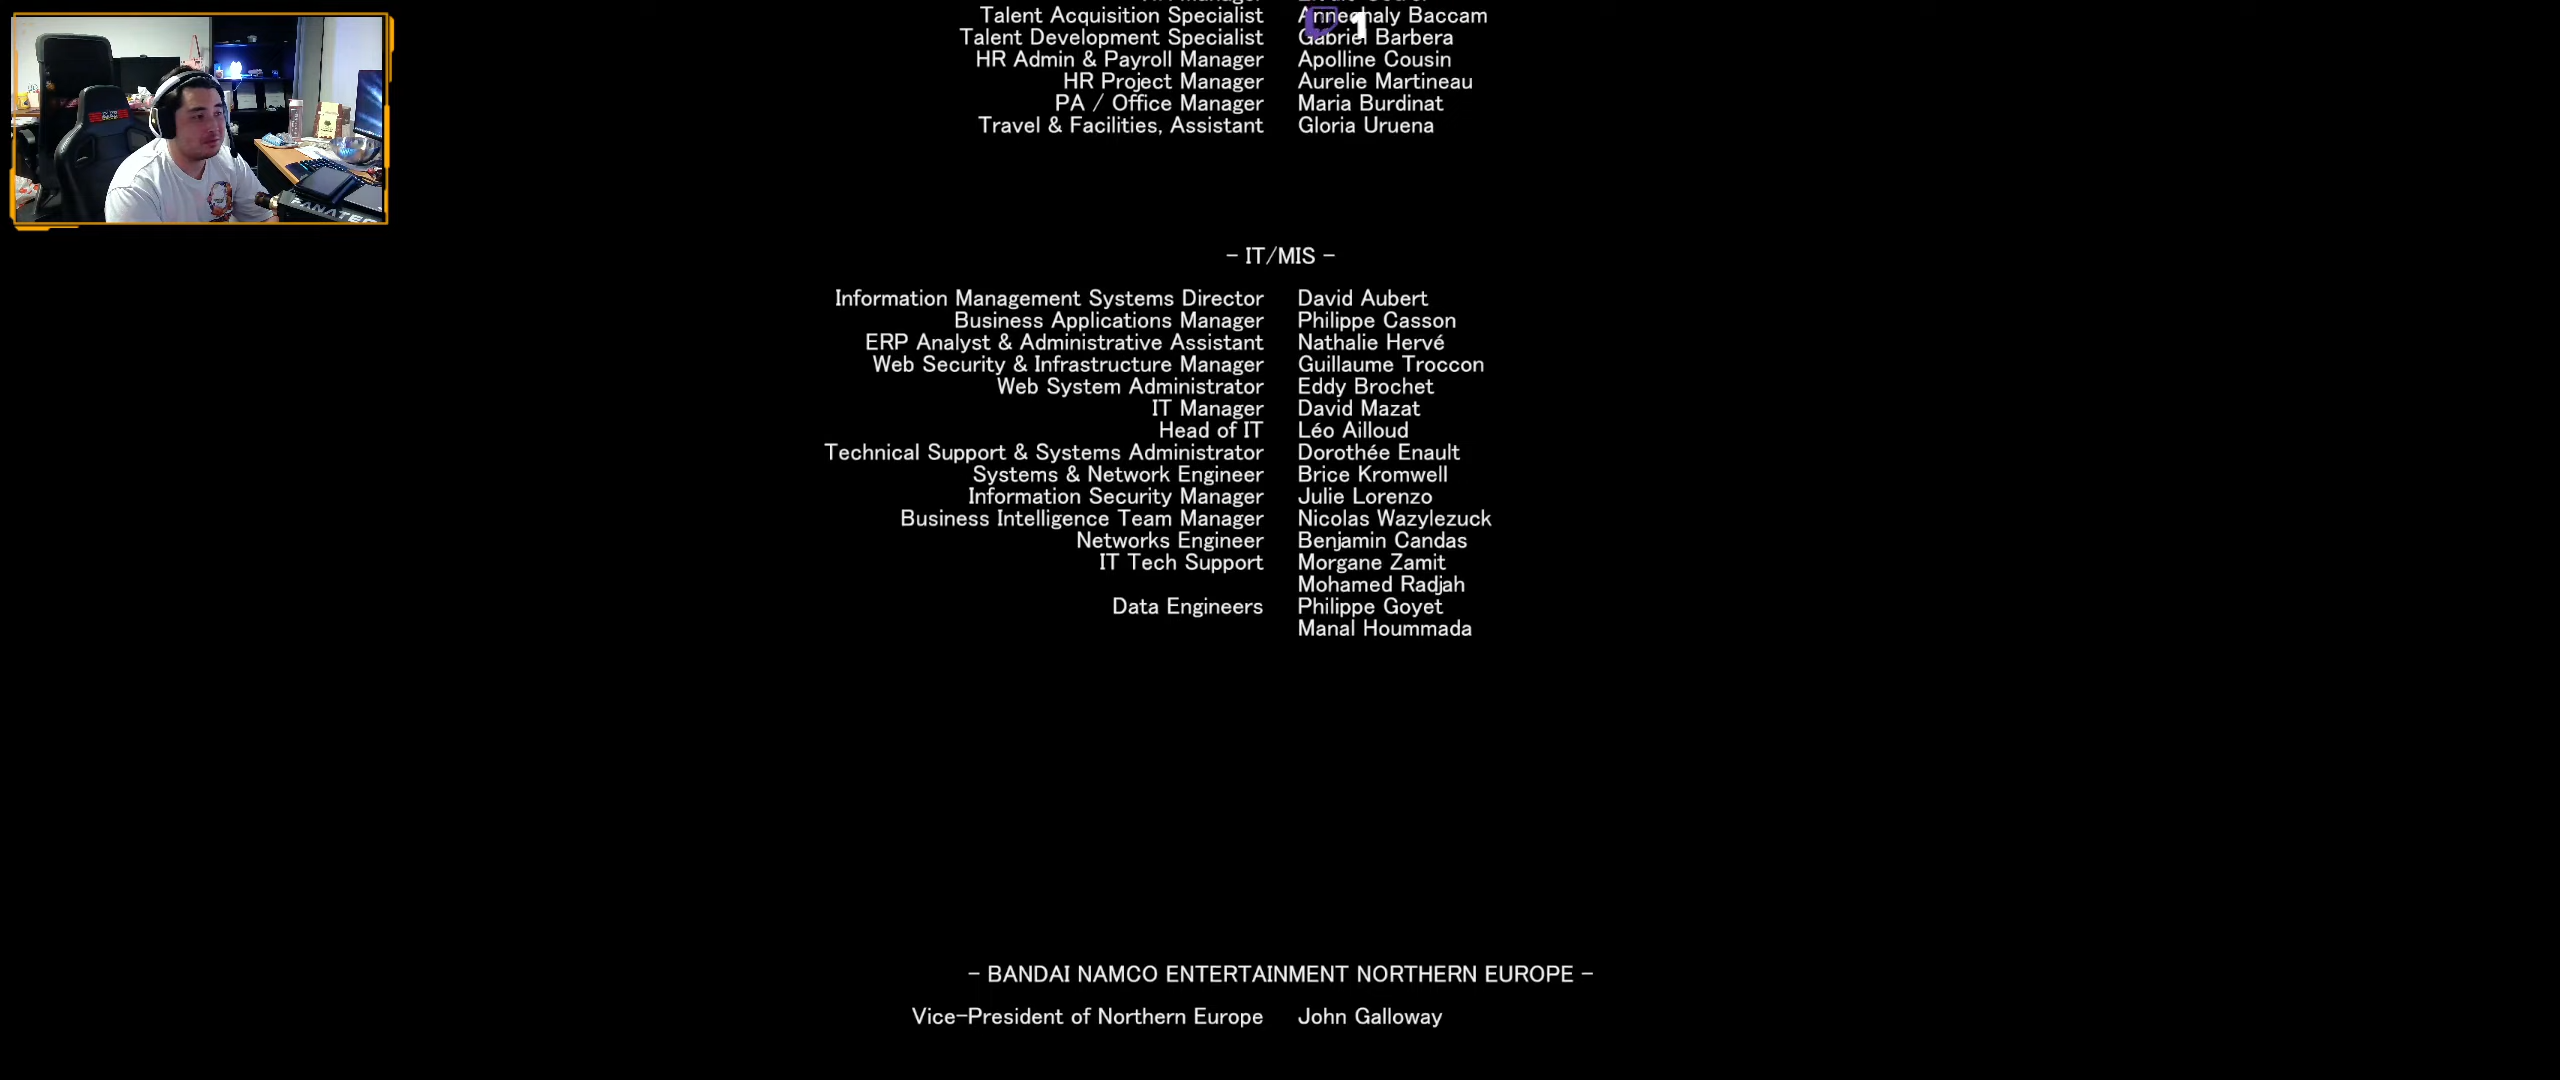 Talent Acquisition Specialist Annechaly Baccam
1
Talent Development Specialist Gabriel Barbera
HR Admin & Payroll Manager Apolline Cousin
HR Project Manager Aurelie Martineau
PA / Office Manager Maria Burdinat
Travel & Facilities, Assistant Gloria Uruena
FANATEC
- IT/MIS -
Information Management Systems Director David Aubert
Business Applications Manager Philippe Casson
ERP Analyst & Administrative Assistant Nathalie Hervé
Web Security & Infrastructure Manager Guillaume Troccon
Web System Administrator Eddy Brochet
IT Manager David Mazat
Head of IT Léo Ailloud
Technical Support & Systems Administrator Dorothée Enault
Systems & Network Engineer Brice Kromwell
Information Security Manager Julie Lorenzo
Business Intelligence Team Manager Nicolas Wazylezuck
Networks Engineer Benjamin Candas
IT Tech Support Morgane Zamit
Mohamed Radjah
Data Engineers Philippe Goyet
Manal Hoummada
- BANDAI NAMCO ENTERTAINMENT NORTHERN EUROPE -
Vice-President of Northern Europe John Galloway